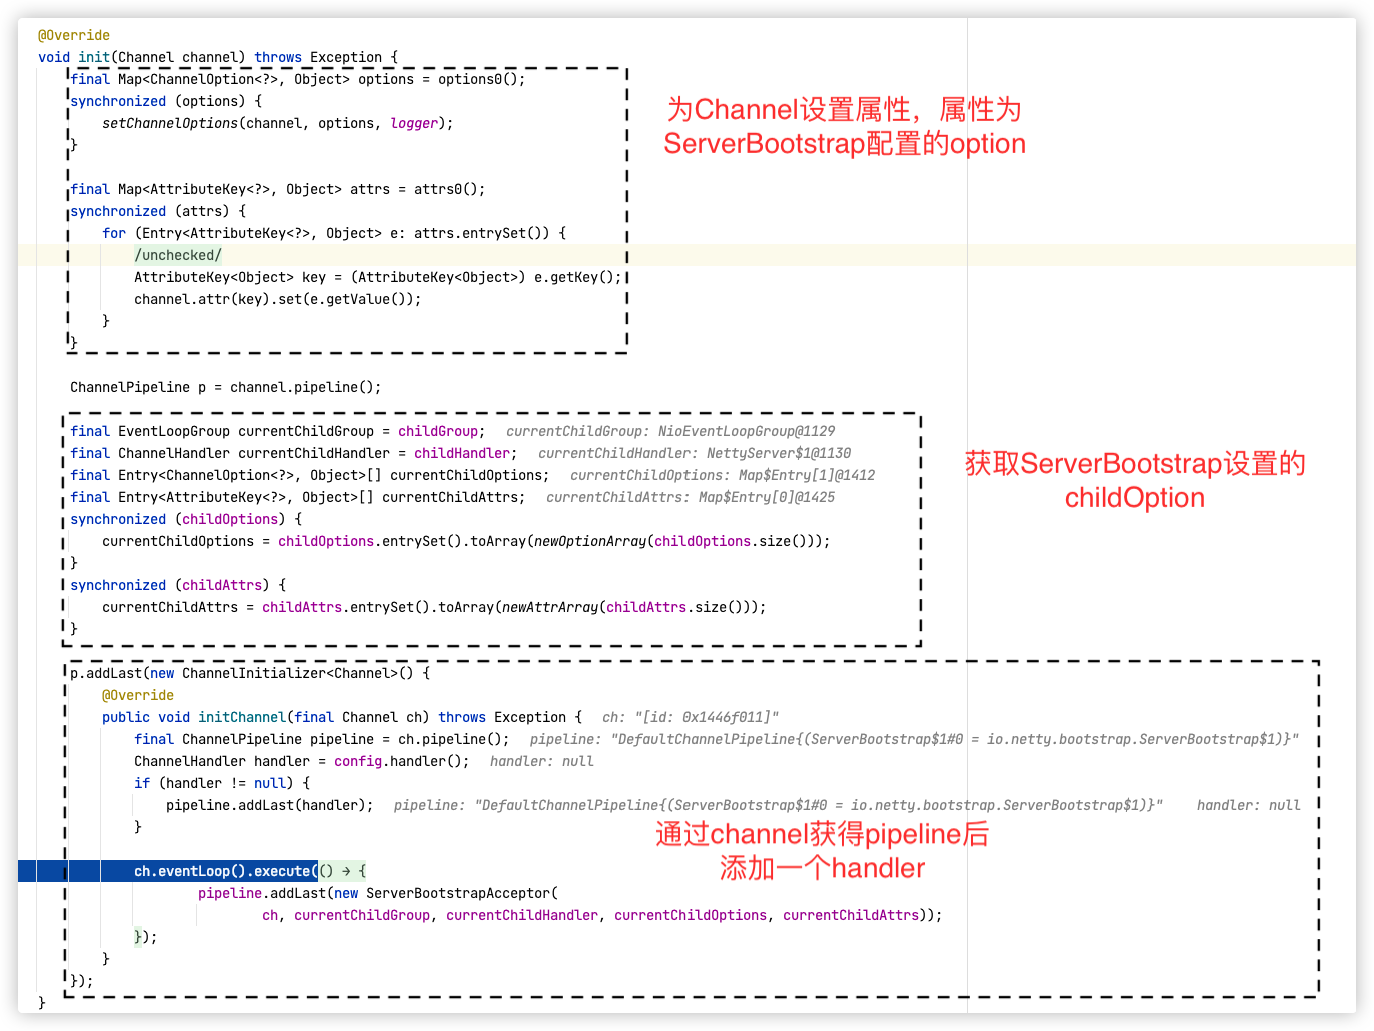 @Override
void init(Channel channel) throws Exception {
final Map<ChannelOption<?>, Object> options = options0();
synchronized (options) {
setChannelOptions(channel, options, logger);
}
为Channel设置属性，属性为
ServerBootstrap配置的option
final Map<AttributeKey<?>, Object> attrs = attrs0();
synchronized (attrs) {
for (Entry<AttributeKey<?>, Object> e: attrs.entrySet()) {
/unchecked/
AttributeKey<Object> key = (AttributeKey<Object>) e.getKey();
channel.attr(key).set(e.getValue());
}
}
ChannelPipeline p = channel.pipeline();
final EventLoopGroup currentChildGroup = childGroup; currentChildGroup: NioEventLoopGroup@1129
final ChannelHandler currentChildHandler = childHandler; currentChildHandler: NettyServer$1@1130
final Entry<ChannelOption<?>, Object>[] currentChildOptions; currentChildOptions: Map$Entry[1]@1412
final Entry<AttributeKey<?>, Object>[] currentChildAttrs; currentChildAttrs: Map$Entry[0]@1425
获取ServerBootstrap设置的
childOption
synchronized (childOptions) {
currentChildOptions = childOptions.entrySet().toArray(newOptionArray(childOptions.size()));
}
synchronized (childAttrs) {
currentChildAttrs = childAttrs.entrySet().toArray(newAttrArray(childAttrs.size()));
}
p.addLast(new ChannelInitializer<Channel>() {
@Override
public void initChannel(final Channel ch) throws Exception { ch: "[id: 0x1446f011]"
final ChannelPipeline pipeline = ch.pipeline(); pipeline: "DefaultChannelPipeline{(ServerBootstrap$1#0 = io.netty.bootstrap.ServerBootstrap$1)}"
ChannelHandler handler = config.handler(); handler: null
if (handler != null) {
pipeline.addLast(handler); pipeline: "DefaultChannelPipeline{(ServerBootstrap$1#0 = io.netty.bootstrap.ServerBootstrap$1)}" handler: null
}
通过channel获得pipeline后
添加一个handler
ch.eventLoop().execute(() → {
pipeline.addLast(new ServerBootstrapAcceptor(
ch, currentChildGroup, currentChildHandler, currentChildOptions, currentChildAttrs));
});
}
});
}